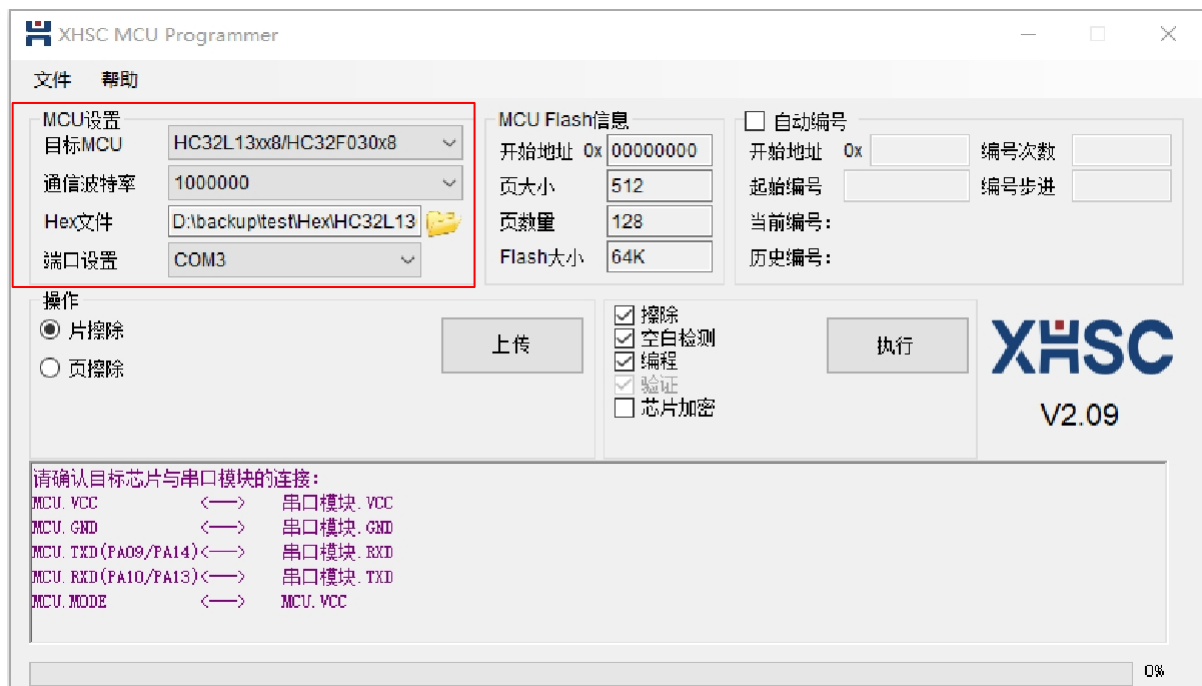 XHSC MCU Programmer
文件 帮助
MCU设置
目标MCU HC32L13xx8/HC32F030x8
通信波特率 1000000
Hex文件 D:\backup\test\Hex\HC32L13
端口设置 COM3
MCU Flash信息
开始地址 0x 00000000
页大小 512
页数量 128
Flash大小 64K
自动编号
开始地址 0x 编号次数
起始编号 编号步进
当前编号:
历史编号:
操作
片擦除
页擦除
上传
擦除
空白检测
编程
验证
芯片加密
执行
XHSC
V2.09
请确认目标芯片与串口模块的连接:
MCU.VCC <——> 串口模块.VCC
MCU.GND <——> 串口模块.GND
MCU.TXD(PA09/PA14)<——> 串口模块.RXD
MCU.RXD(PA10/PA13)<——> 串口模块.TXD
MCU.MODE <——> MCU.VCC
0%